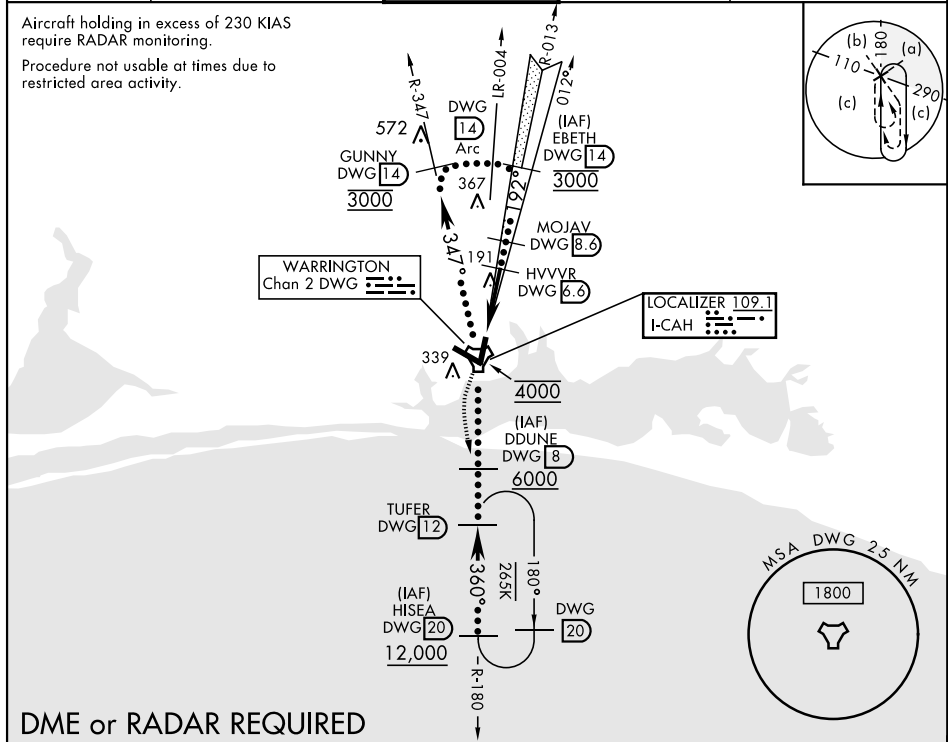 Aircraft holding in excess of 230 KIAS
require RADAR monitoring.
Procedure not usable at times due to
restricted area activity.
R-347
LR-004
R-013
012°
572
DWG
14
Arc
GUNNY
DWG 14
3000
367
(IAF)
EBETH
DWG 14
3000
192°
347°
MOJAV
DWG 8.6
191
HVVVR
DWG 6.6
WARRINGTON
Chan 2 DWG
LOCALIZER 109.1
I-CAH
339
4000
(IAF)
DDUNE
DWG 8
6000
TUFER
DWG 12
360°
265K
180°
(IAF)
HISEA
DWG 20
12,000
DWG
20
R-180
(b)
180
(a)
110
290
(c)
(c)
MSA DWG 25 NM
1800
DME or RADAR REQUIRED